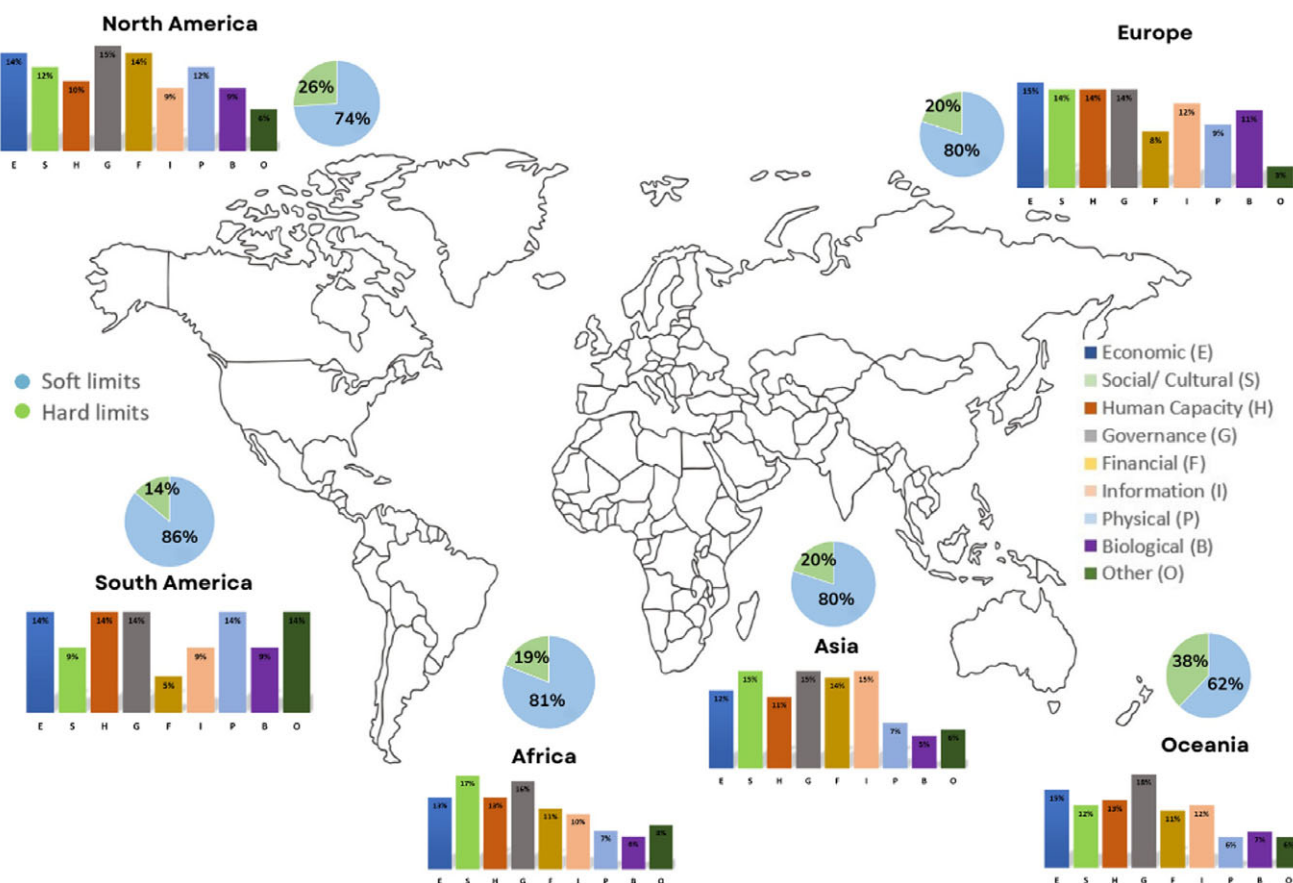 North America
14% 12% 10% 15% 14% 9% 12% 9% 6%
E S H G F I P B O
26%
74%
Europe
15% 14% 14% 14% 8% 12% 9% 11% 3%
E S H G F I P B O
20%
80%
Soft limits
Hard limits
Economic (E)
Social/ Cultural (S)
Human Capacity (H)
Governance (G)
Financial (F)
Information (I)
Physical (P)
Biological (B)
Other (O)
14%
86%
South America
14% 9% 14% 14% 5% 9% 14% 9% 14%
E S H G F I P B O
19%
81%
Africa
13% 17% 13% 16% 11% 10% 7% 6% 8%
E S H G F I P B O
20%
80%
Asia
12% 15% 11% 15% 14% 15% 7% 5% 6%
E S H G F I P B O
38%
62%
Oceania
15% 12% 13% 18% 11% 12% 6% 7% 6%
E S H G F I P B O